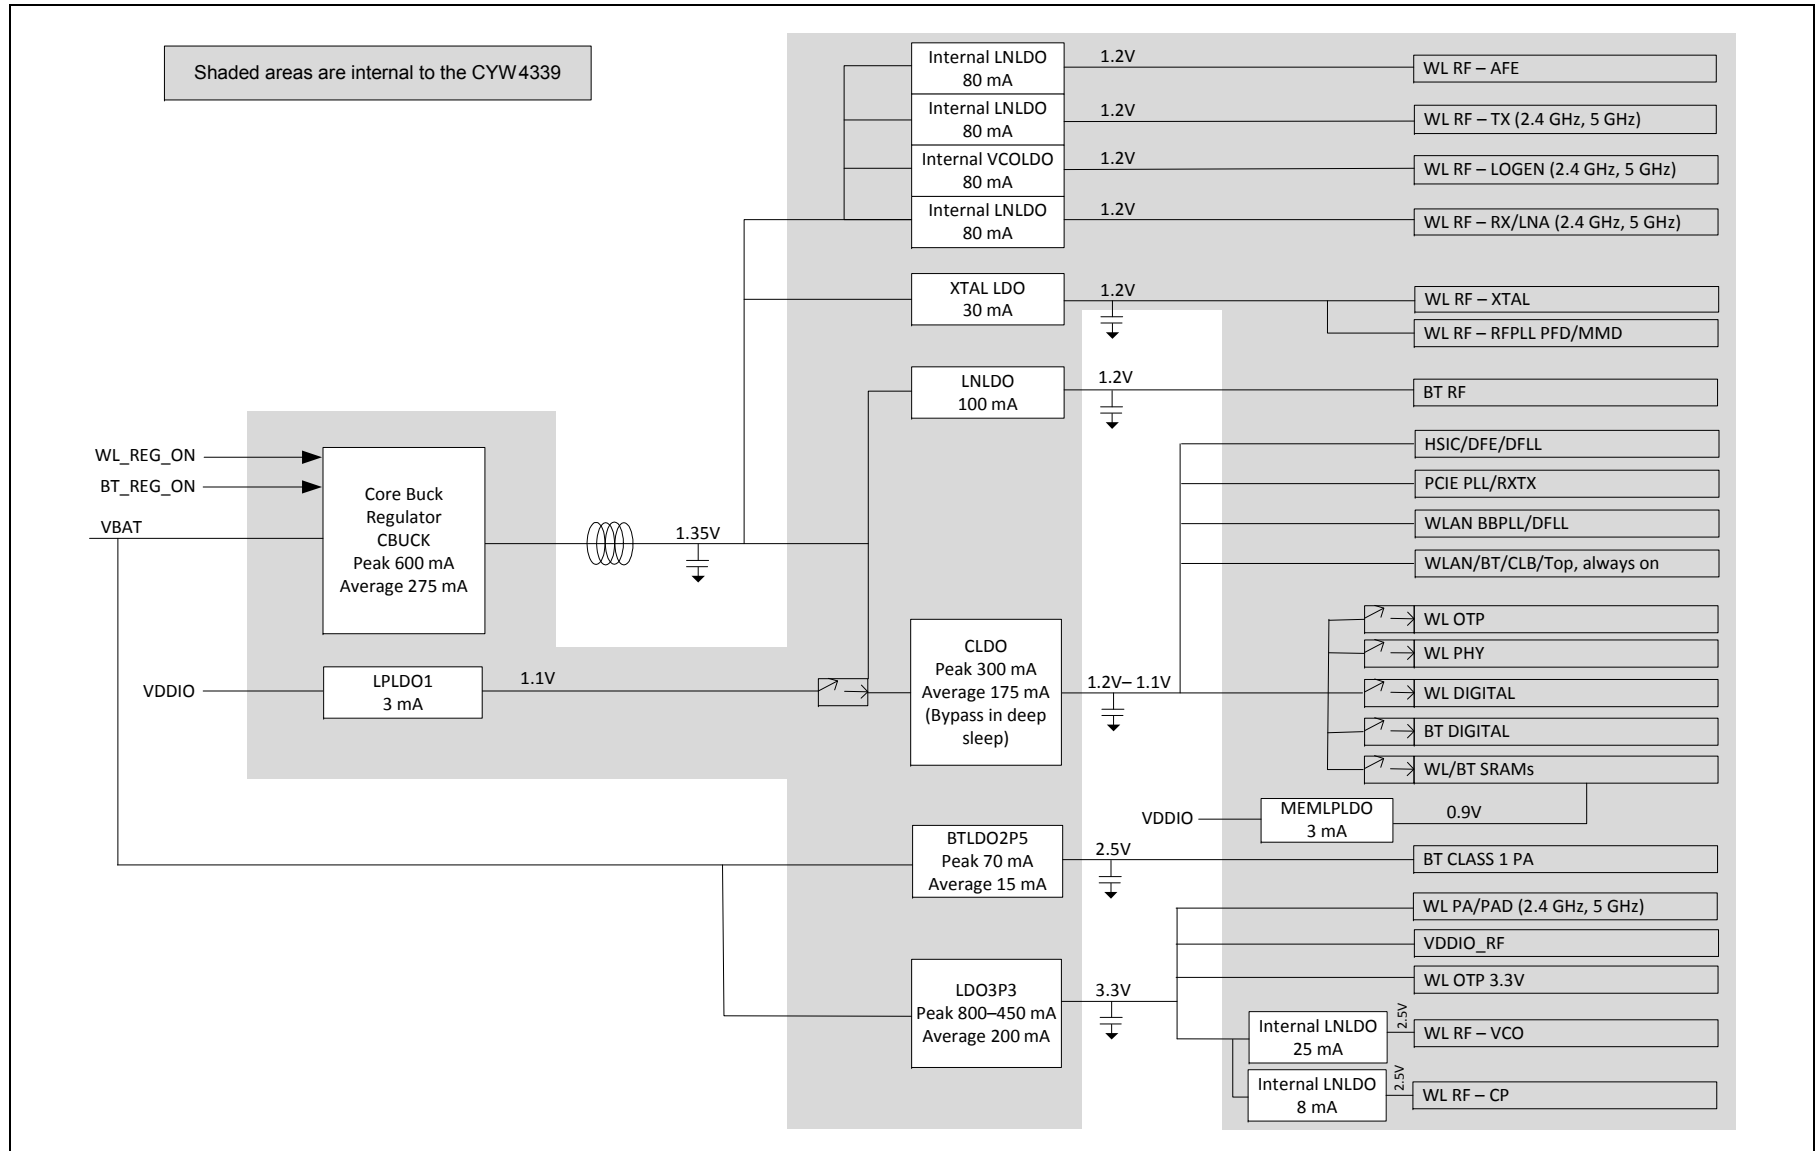 Shaded areas are internal to the CYW4339
Internal LNLDO
80 mA
1.2V
WL RF – AFE
Internal LNLDO
80 mA
1.2V
WL RF – TX (2.4 GHz, 5 GHz)
Internal VCOLDO
80 mA
1.2V
WL RF – LOGEN (2.4 GHz, 5 GHz)
Internal LNLDO
80 mA
1.2V
WL RF – RX/LNA (2.4 GHz, 5 GHz)
XTAL LDO
30 mA
1.2V
WL RF – XTAL
WL RF – RFPLL PFD/MMD
LNLDO
100 mA
1.2V
BT RF
WL_REG_ON
BT_REG_ON
VBAT
Core Buck
Regulator
CBUCK
Peak 600 mA
Average 275 mA
1.35V
HSIC/DFE/DFLL
PCIE PLL/RXTX
WLAN BBPLL/DFLL
WLAN/BT/CLB/Top, always on
VDDIO
LPLDO1
3 mA
1.1V
CLDO
Peak 300 mA
Average 175 mA
(Bypass in deep
sleep)
1.2V– 1.1V
WL OTP
WL PHY
WL DIGITAL
BT DIGITAL
WL/BT SRAMs
VDDIO
MEMLPLDO
3 mA
0.9V
BTLDO2P5
Peak 70 mA
Average 15 mA
2.5V
BT CLASS 1 PA
LDO3P3
Peak 800–450 mA
Average 200 mA
3.3V
WL PA/PAD (2.4 GHz, 5 GHz)
VDDIO_RF
WL OTP 3.3V
Internal LNLDO
25 mA
2.5V
WL RF – VCO
Internal LNLDO
8 mA
2.5V
WL RF – CP